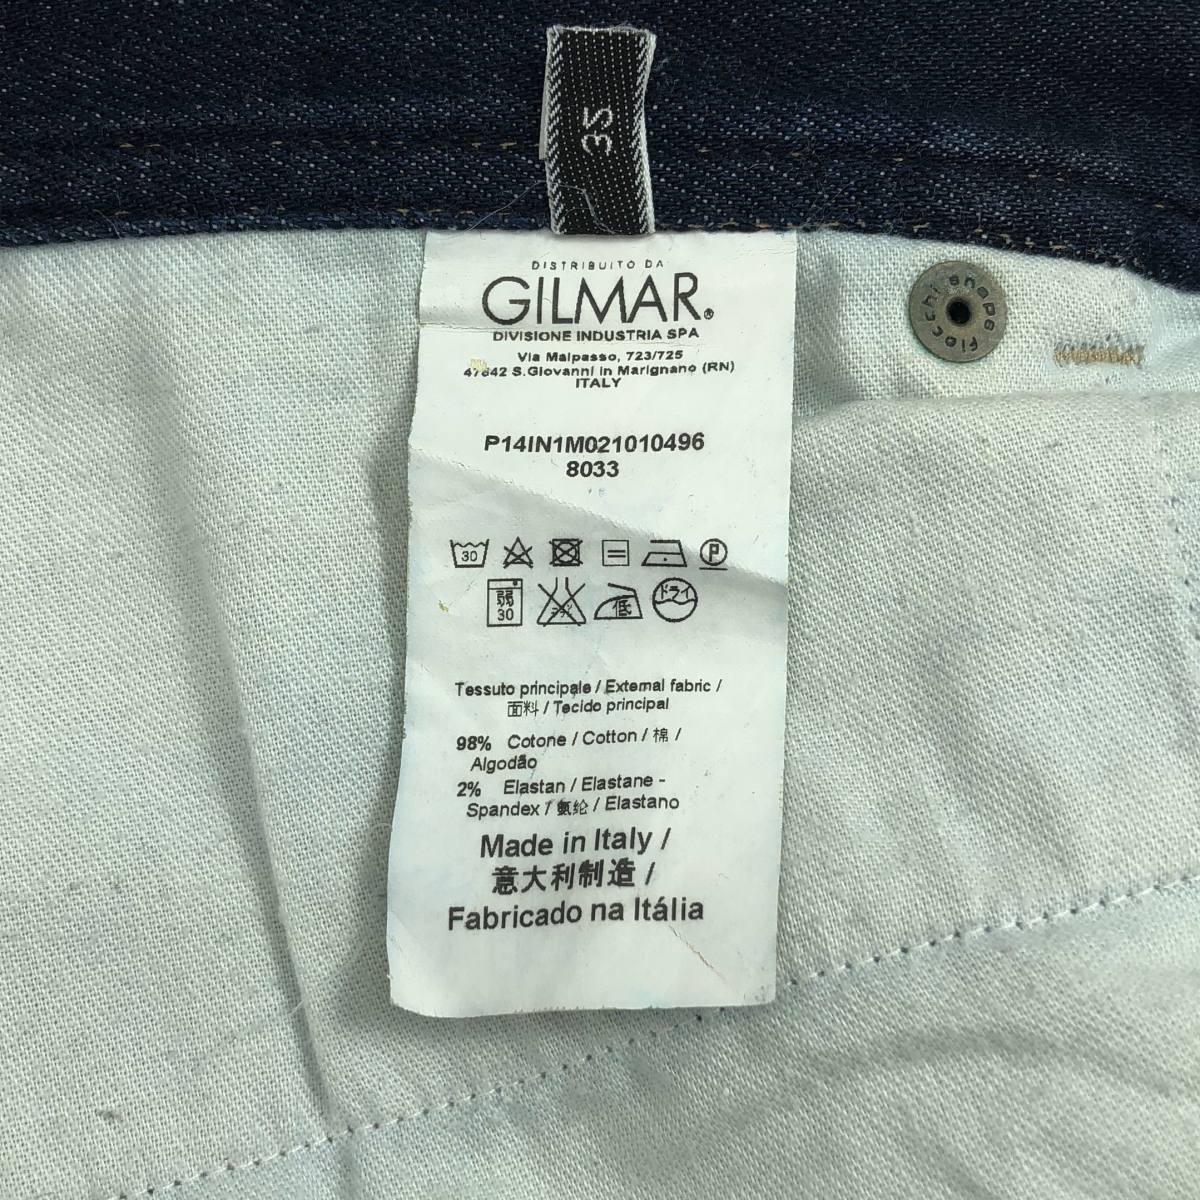 32
DISTRIBUITO DA
GILMAR®
DIVISIONE INDUSTRIA SPA
Via Malpasso, 723/725
47842 S.Giovanni in Marignano (RN)
ITALY
fiocchi snaps
P14IN1M021010496
8033
30 P
弱 低 ドライ
30
Tessuto principale / External fabric /
面料 / Tecido principal
98% Cotone / Cotton / 棉 /
Algodão
2% Elastan / Elastane -
Spandex / 氨纶 / Elastano
Made in Italy /
意大利制造 /
Fabricado na Itália